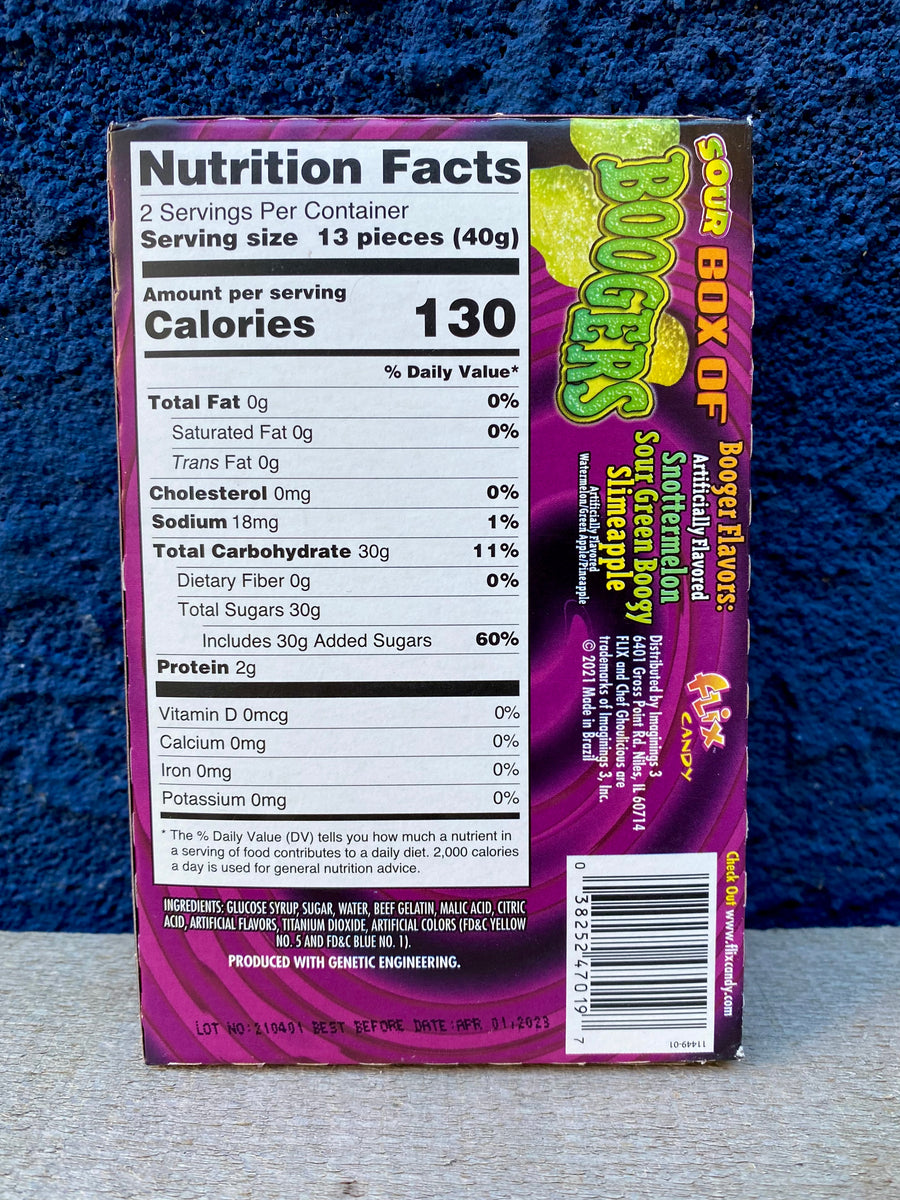 Nutrition Facts
2 Servings Per Container
Serving size 13 pieces (40g)
Amount per serving
Calories 130
% Daily Value*
Total Fat 0g 0%
Saturated Fat 0g 0%
Trans Fat 0g
Cholesterol 0mg 0%
Sodium 18mg 1%
Total Carbohydrate 30g 11%
Dietary Fiber 0g 0%
Total Sugars 30g
Includes 30g Added Sugars 60%
Protein 2g
Vitamin D 0mcg 0%
Calcium 0mg 0%
Iron 0mg 0%
Potassium 0mg 0%
* The % Daily Value (DV) tells you how much a nutrient in
a serving of food contributes to a daily diet. 2,000 calories
a day is used for general nutrition advice.
INGREDIENTS: GLUCOSE SYRUP, SUGAR, WATER, BEEF GELATIN, MALIC ACID, CITRIC
ACID, ARTIFICIAL FLAVORS, TITANIUM DIOXIDE, ARTIFICIAL COLORS (FD&C YELLOW
NO. 5 AND FD&C BLUE NO. 1).
PRODUCED WITH GENETIC ENGINEERING.
LOT NO:210401 BEST BEFORE DATE:APR 01,2023
SOUR BOX OF
BOOGERS
Booger Flavors:
Artificially Flavored
Snottermelon
Sour Green Boogy
Slimeapple
Artificially Flavored
Watermelon/Green Apple/Pineapple
flix
CANDY
Distributed by Imaginings 3
6401 Gross Point Rd. Niles, IL 60714
FLIX and Chef Ghoulicious are
trademarks of Imaginings 3, Inc.
© 2021 Made in Brazil
Check Out www.flixcandy.com
0 38252 47019 7
11449-01